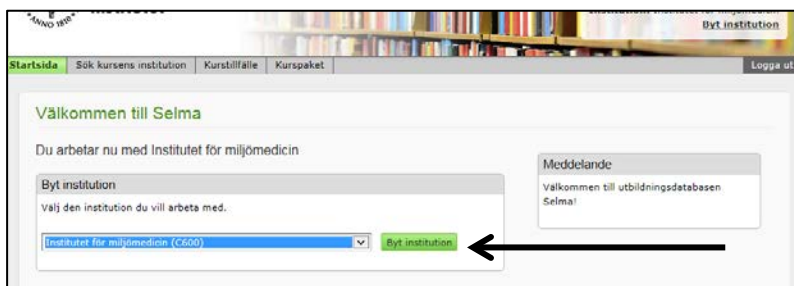 ANNO 1810
Byt institution
Startsida
Sök kursens institution
Kurstillfälle
Kurspaket
Logga ut
Välkommen till Selma
Du arbetar nu med Institutet för miljömedicin
Byt institution
Välj den institution du vill arbeta med.
Institutet för miljömedicin (C600)
Byt institution
Meddelande
Välkommen till utbildningsdatabasen
Selma!